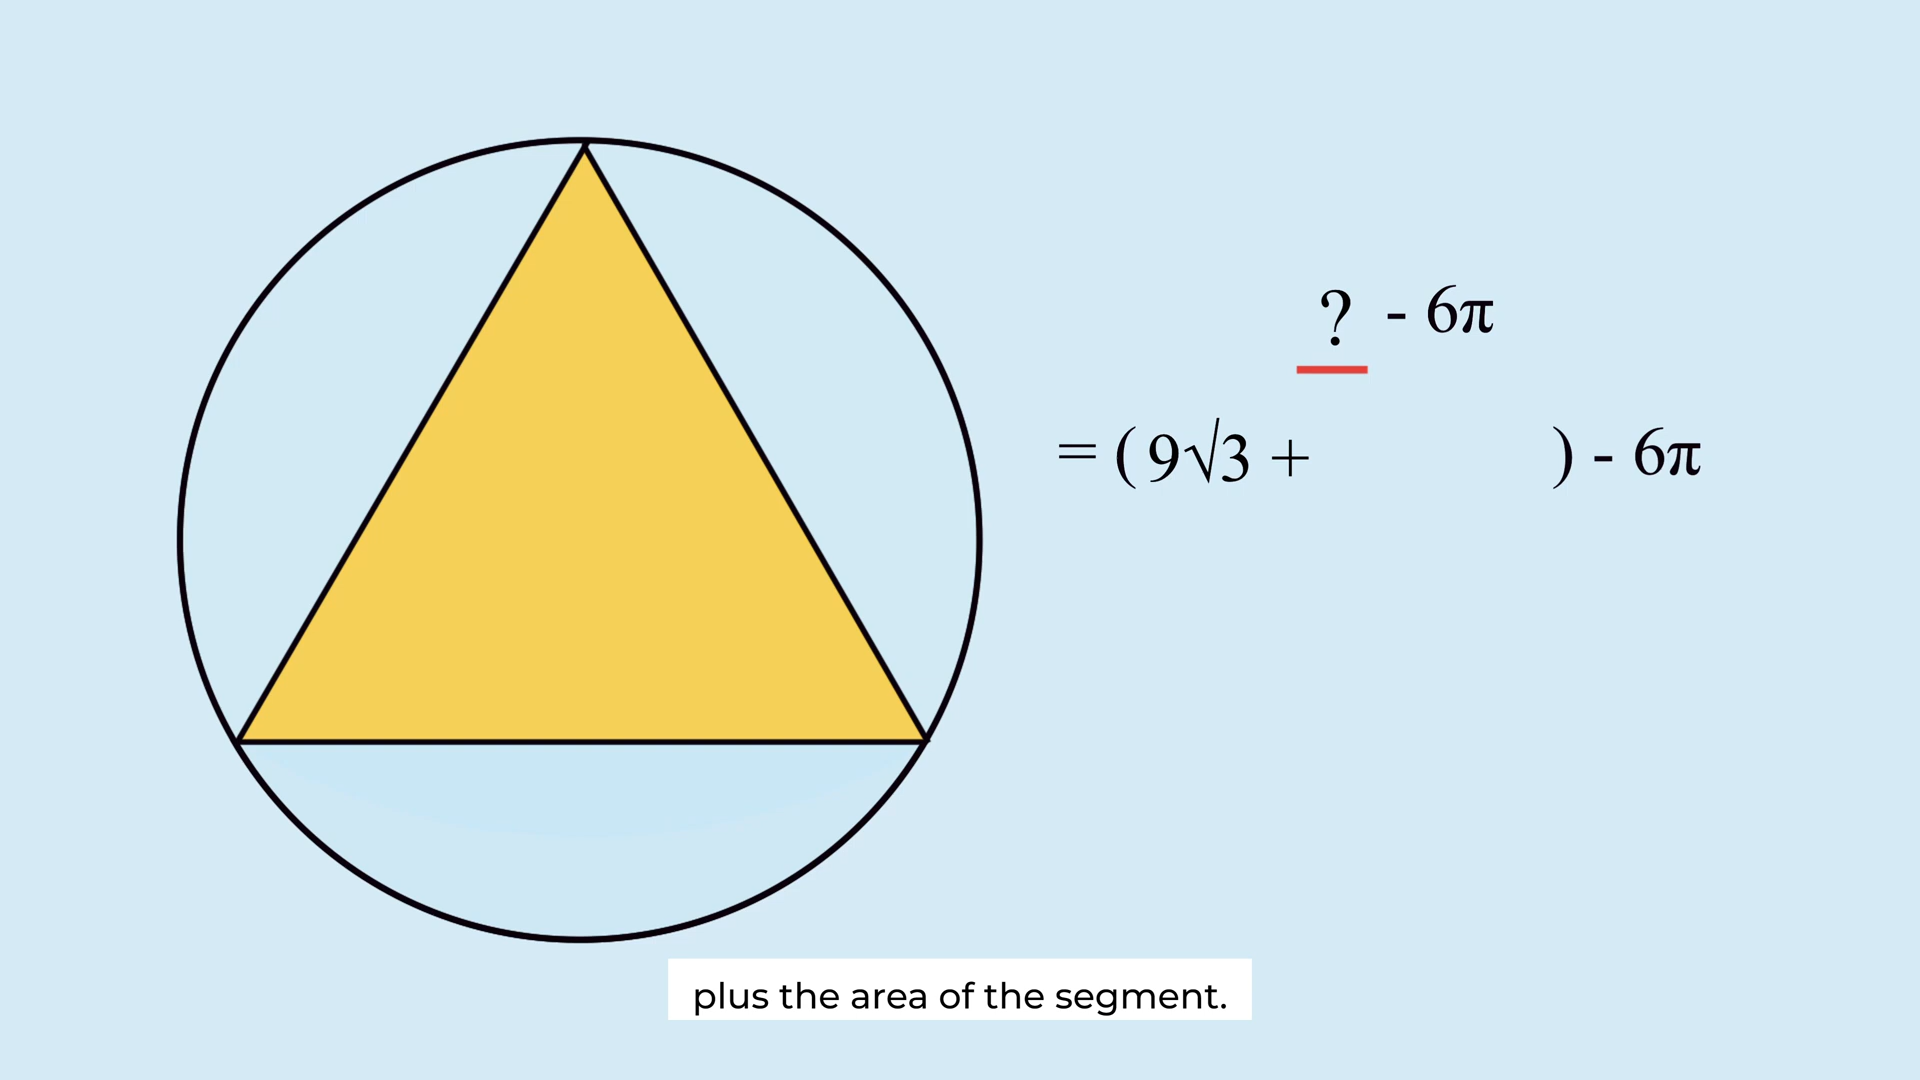 ? - 6π
= ( 9√3 + ) - 6π
plus the area of the segment.